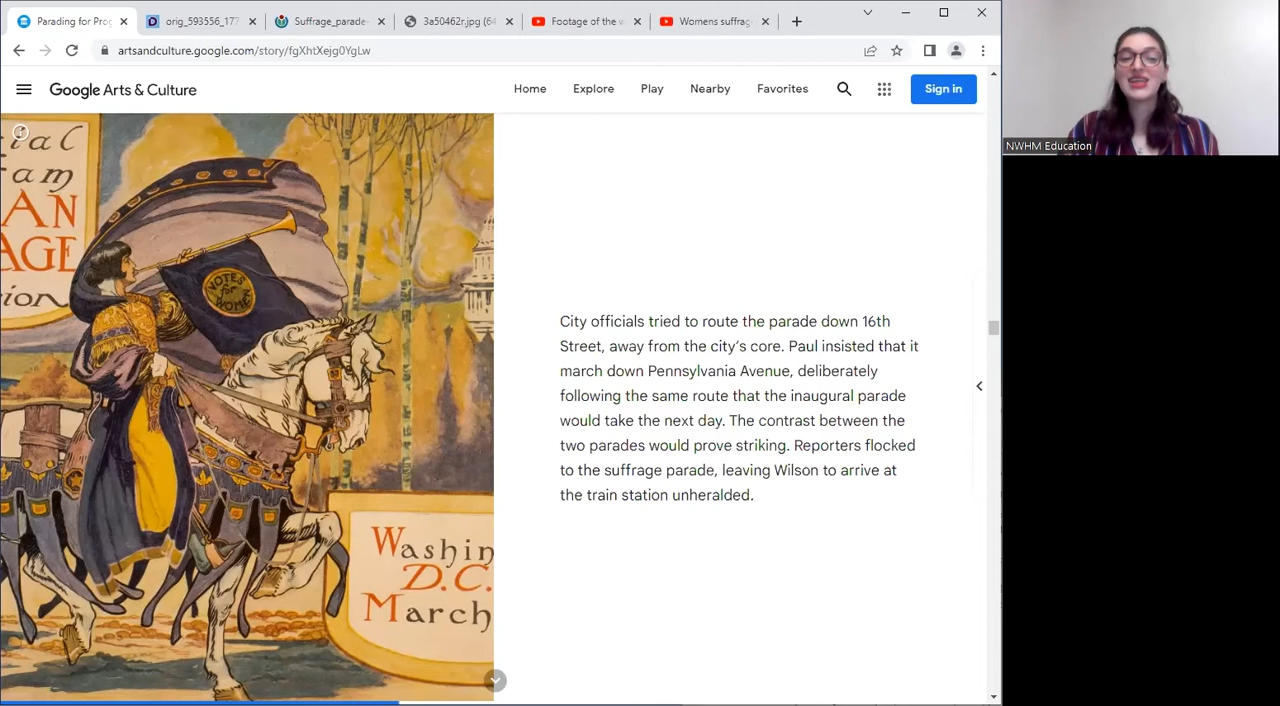 Parading for Prog
orig_593556_177
Suffrage_parade-
3a50462r.jpg (64
Footage of the w
Womens suffrag
artsandculture.google.com/story/fgXhtXejg0YgLw
Google Arts & Culture
Home
Explore
Play
Nearby
Favorites
Sign in
NWHM Education
ial
am
AN
AGE
ion
VOTES
for
WOMEN
Washin
D.C.
March
City officials tried to route the parade down 16th
Street, away from the city's core. Paul insisted that it
march down Pennsylvania Avenue, deliberately
following the same route that the inaugural parade
would take the next day. The contrast between the
two parades would prove striking. Reporters flocked
to the suffrage parade, leaving Wilson to arrive at
the train station unheralded.